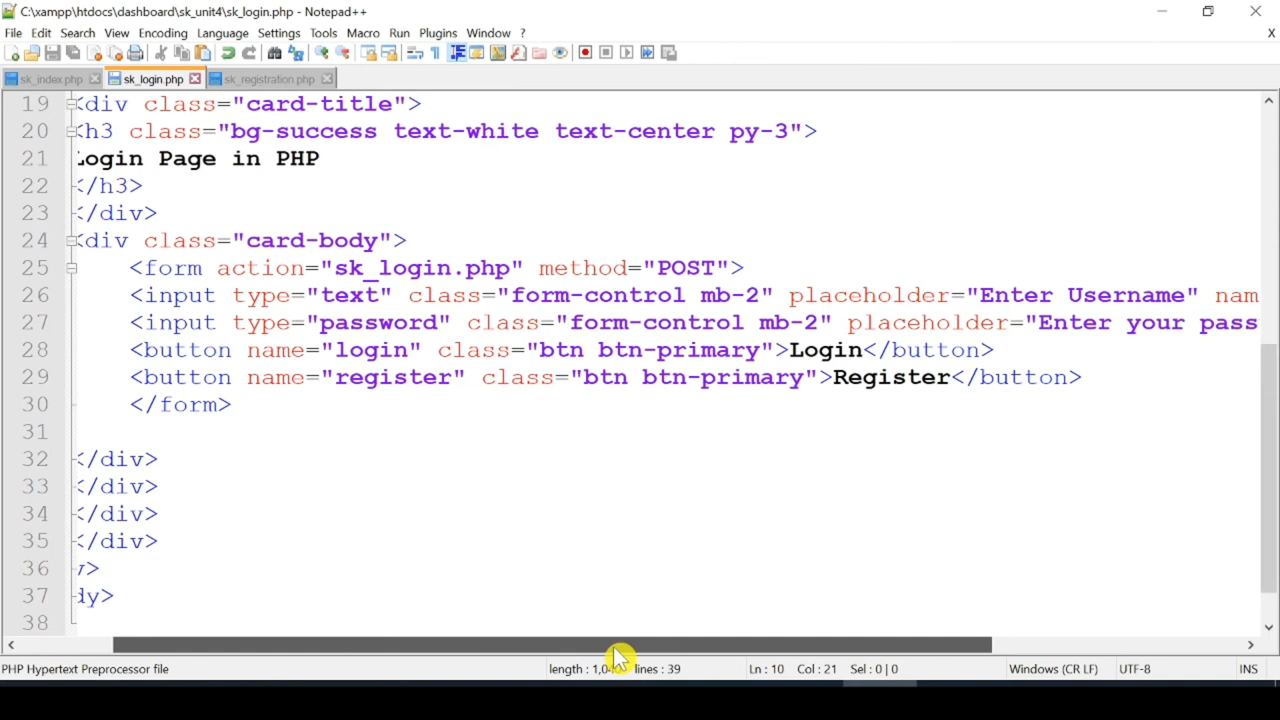 C:\xampp\htdocs\dashboard\sk_unit4\sk_login.php - Notepad++
File Edit Search View Encoding Language Settings Tools Macro Run Plugins Window ? X
sk_index.php sk_login.php sk_registration.php
19 <div class="card-title">
20 <h3 class="bg-success text-white text-center py-3">
21 Login Page in PHP
22 </h3>
23 </div>
24 <div class="card-body">
25 <form action="sk_login.php" method="POST">
26 <input type="text" class="form-control mb-2" placeholder="Enter Username" nam
27 <input type="password" class="form-control mb-2" placeholder="Enter your pass
28 <button name="login" class="btn btn-primary">Login</button>
29 <button name="register" class="btn btn-primary">Register</button>
30 </form>
31
32 </div>
33 </div>
34 </div>
35 </div>
36 v>
37 dy>
38
PHP Hypertext Preprocessor file length : lines : 39 Ln : 10 Col : 21 Sel : 0 | 0 Windows (CR LF) UTF-8 INS